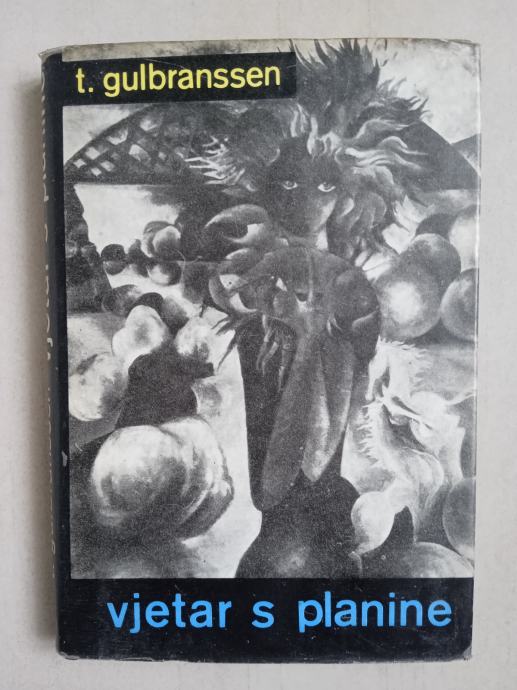 t. gulbranssen
vjetar s planine